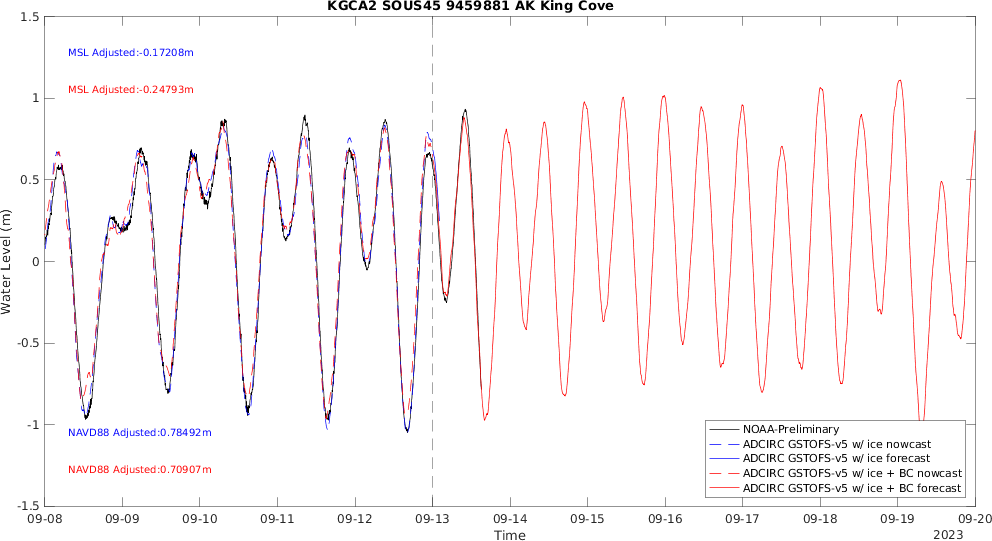 KGCA2 SOUS45 9459881 AK King Cove
1.5
1
0.5
0
-0.5
-1
-1.5
Water Level (m)
MSL Adjusted:-0.17208m
MSL Adjusted:-0.24793m
NAVD88 Adjusted:0.78492m
NAVD88 Adjusted:0.70907m
NOAA-Preliminary
ADCIRC GSTOFS-v5 w/ ice nowcast
ADCIRC GSTOFS-v5 w/ ice forecast
ADCIRC GSTOFS-v5 w/ ice + BC nowcast
ADCIRC GSTOFS-v5 w/ ice + BC forecast
09-08 09-09 09-10 09-11 09-12 09-13 09-14 09-15 09-16 09-17 09-18 09-19 09-20
Time
2023